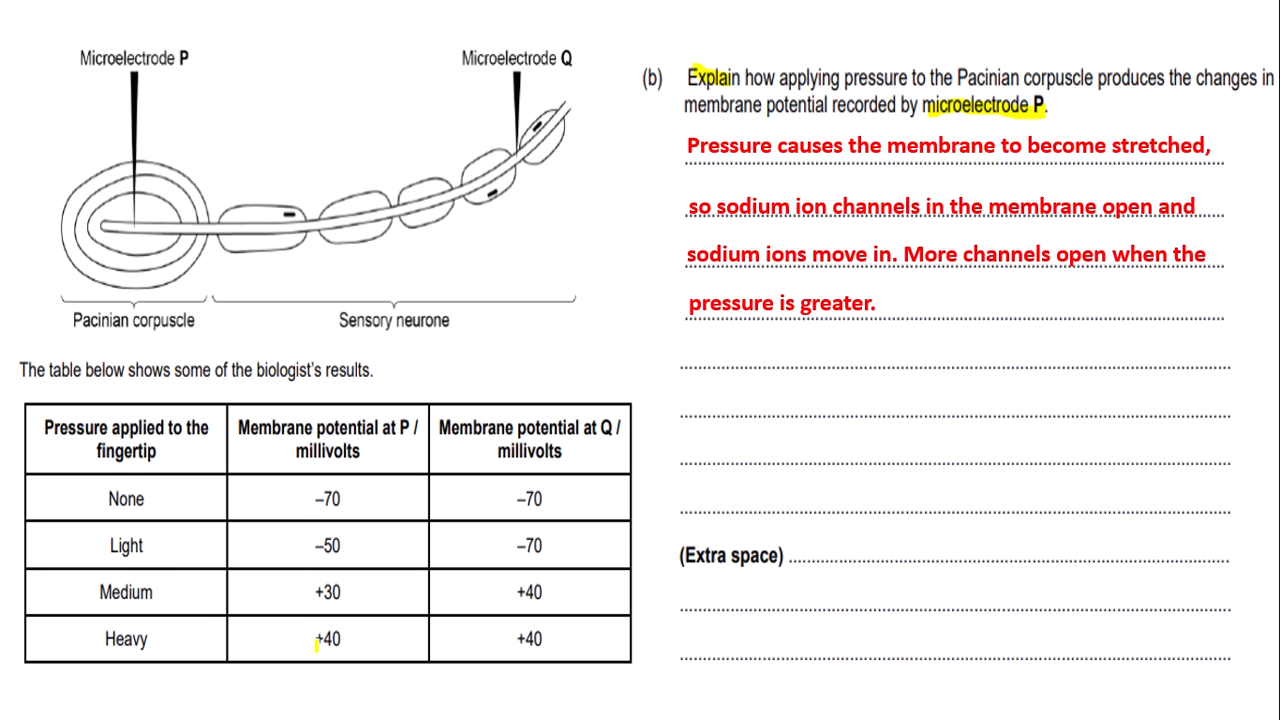 Microelectrode P
Microelectrode Q
Pacinian corpuscle
Sensory neurone
The table below shows some of the biologist's results.
Pressure applied to the fingertip
Membrane potential at P / millivolts
Membrane potential at Q / millivolts
None –70 –70
Light –50 –70
Medium +30 +40
Heavy +40 +40
(b) Explain how applying pressure to the Pacinian corpuscle produces the changes in
membrane potential recorded by microelectrode P.
Pressure causes the membrane to become stretched,
so sodium ion channels in the membrane open and
sodium ions move in. More channels open when the
pressure is greater.
(Extra space)